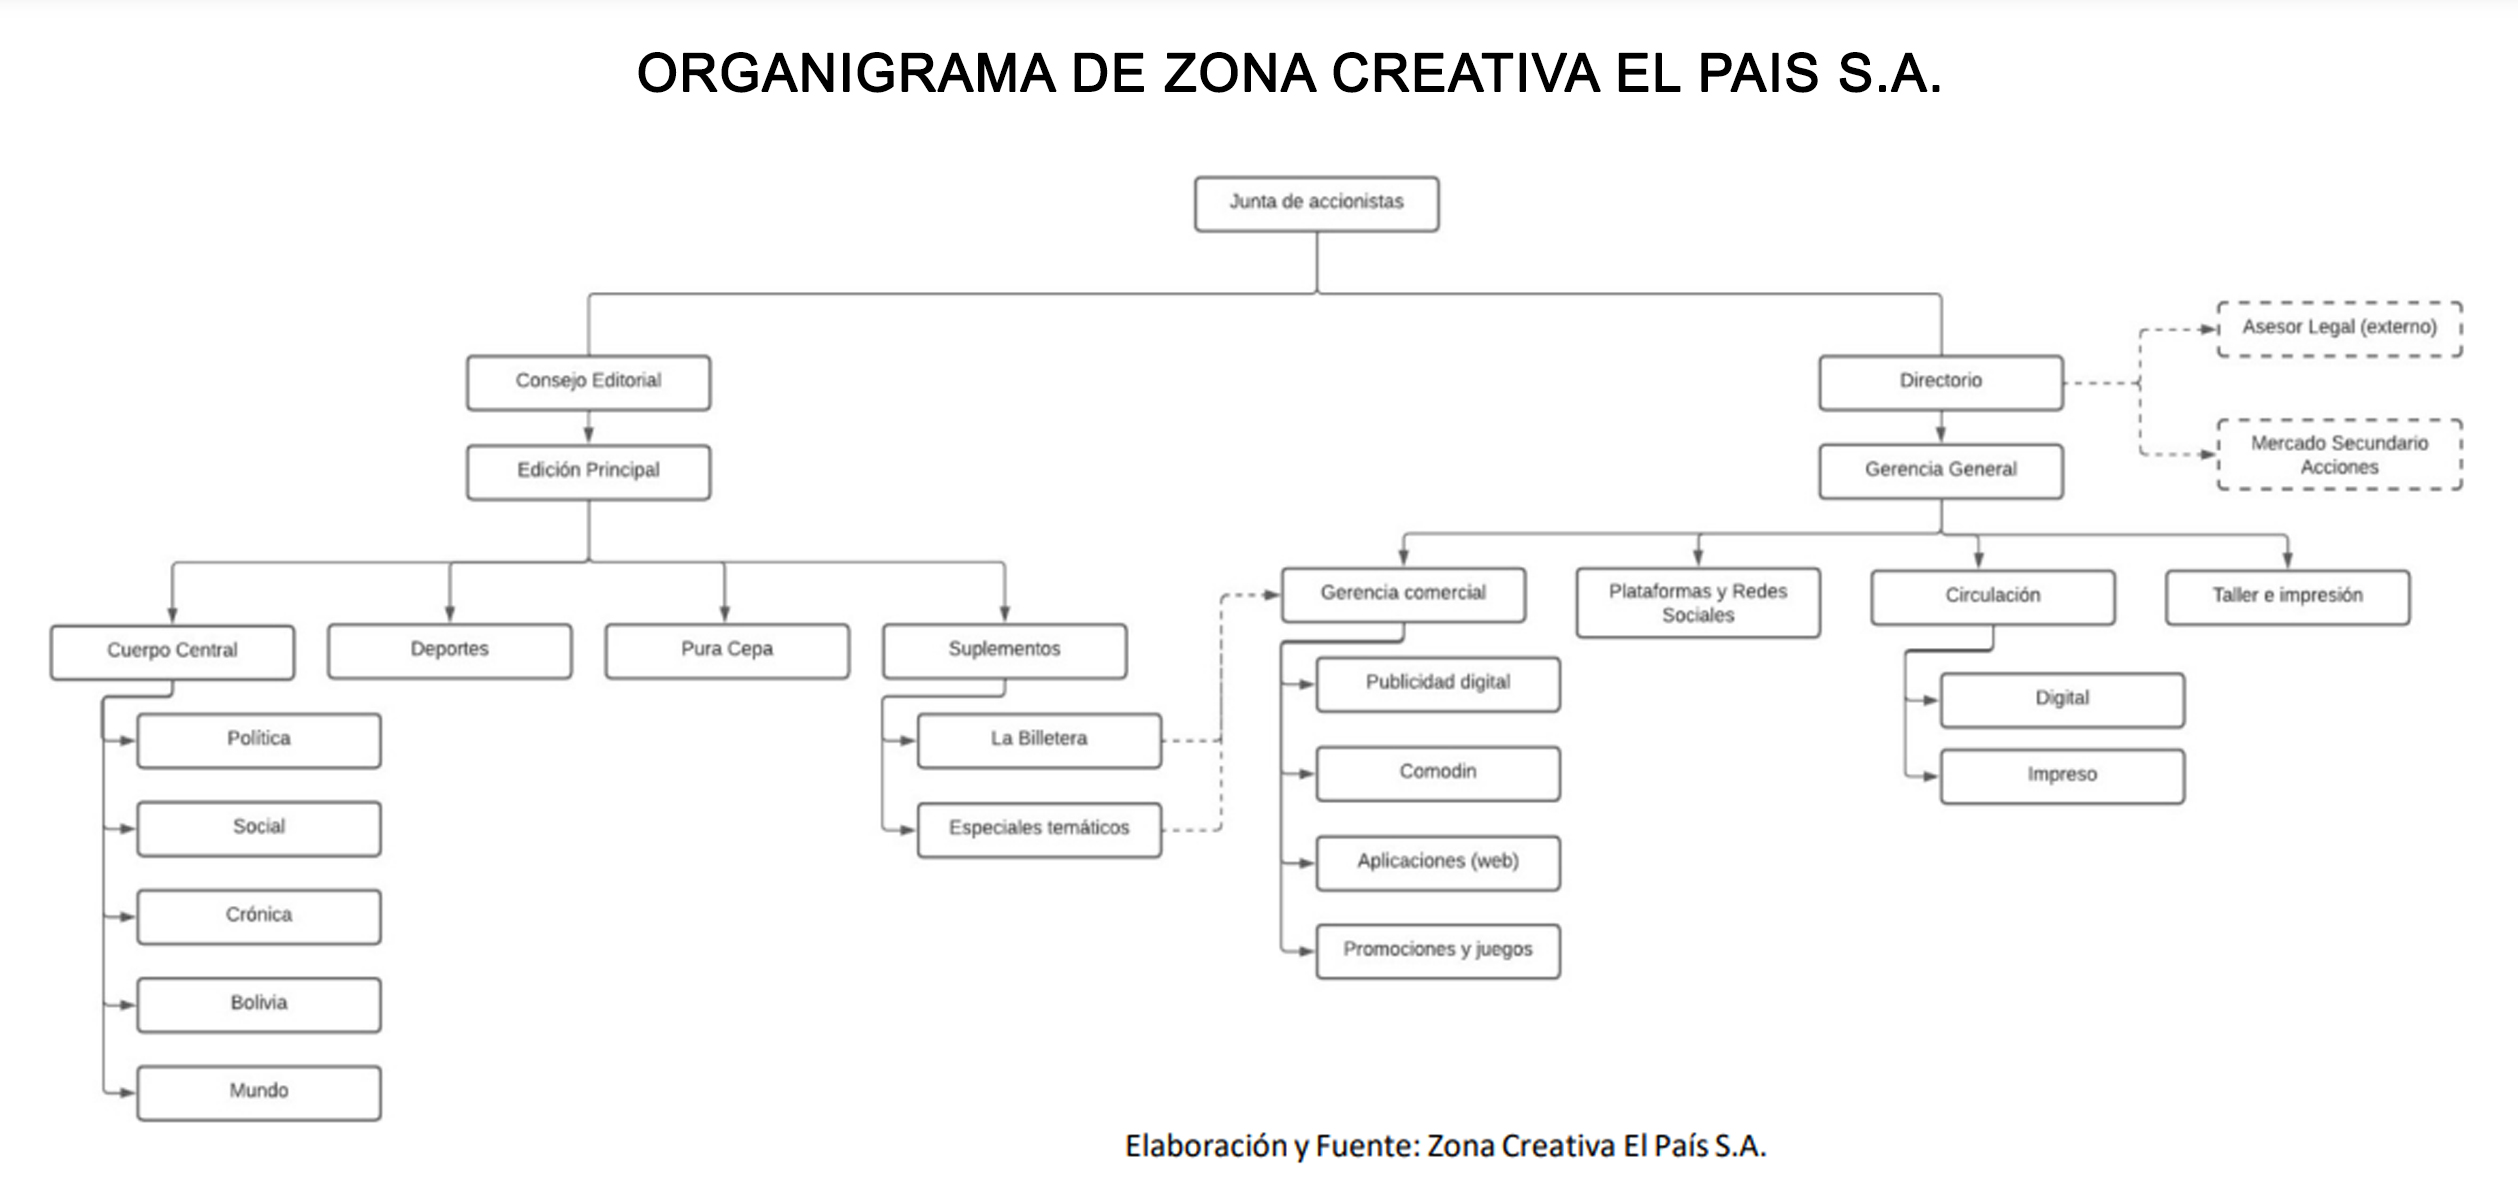 ORGANIGRAMA DE ZONA CREATIVA EL PAIS S.A.
Junta de accionistas
Consejo Editorial
Edición Principal
Cuerpo Central
Política
Social
Crónica
Bolivia
Mundo
Deportes
Pura Cepa
Suplementos
La Billetera
Especiales temáticos
Directorio
Asesor Legal (externo)
Mercado Secundario
Acciones
Gerencia General
Gerencia comercial
Publicidad digital
Comodin
Aplicaciones (web)
Promociones y juegos
Plataformas y Redes
Sociales
Circulación
Digital
Impreso
Taller e impresión
Elaboración y Fuente: Zona Creativa El País S.A.